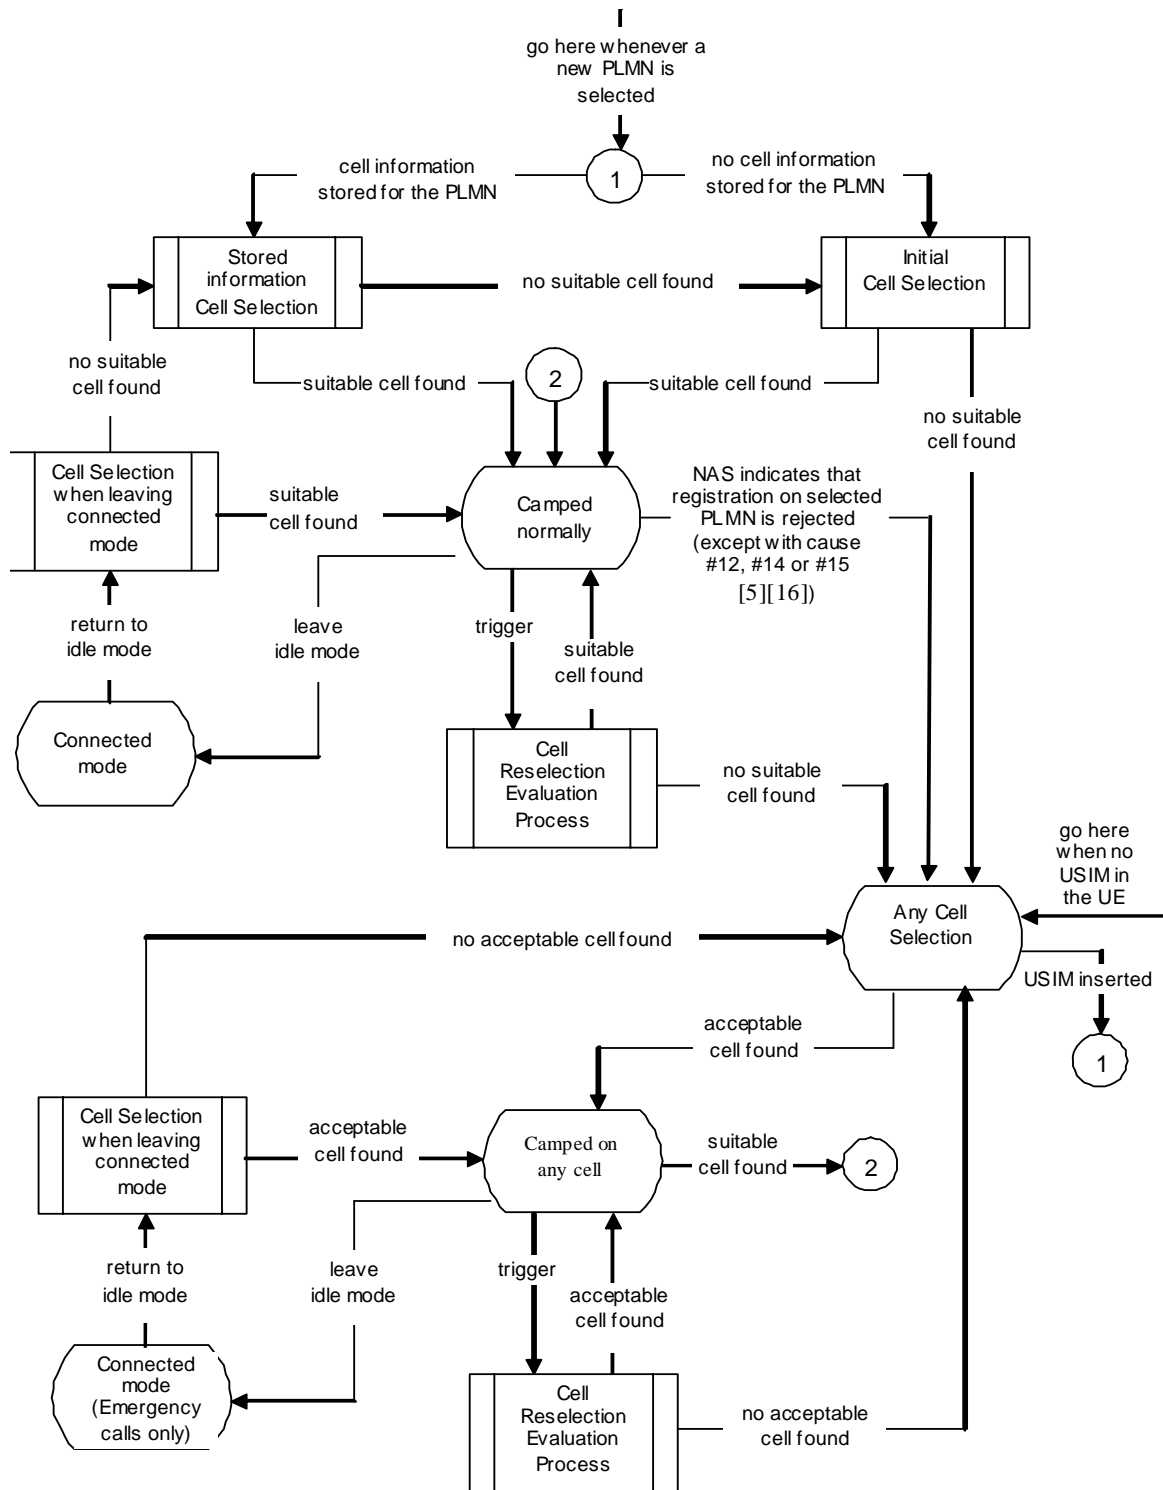 go here whenever a
new PLMN is
selected
1
cell information
stored for the PLMN
no cell information
stored for the PLMN
Stored
information
Cell Selection
no suitable cell found
Initial
Cell Selection
no suitable
cell found
suitable cell found
2
suitable cell found
no suitable
cell found
Cell Selection
when leaving
connected
mode
suitable
cell found
Camped
normally
NAS indicates that
registration on selected
PLMN is rejected
(except with cause
#12, #14 or #15
[5][16])
return to
idle mode
leave
idle mode
trigger
suitable
cell found
Connected
mode
Cell
Reselection
Evaluation
Process
no suitable
cell found
go here
when no
USIM in
the UE
Any Cell
Selection
no acceptable cell found
USIM inserted
1
acceptable
cell found
Cell Selection
when leaving
connected
mode
acceptable
cell found
Camped on
any cell
suitable
cell found
2
return to
idle mode
leave
idle mode
trigger
acceptable
cell found
Connected
mode
(Emergency
calls only)
Cell
Reselection
Evaluation
Process
no acceptable
cell found